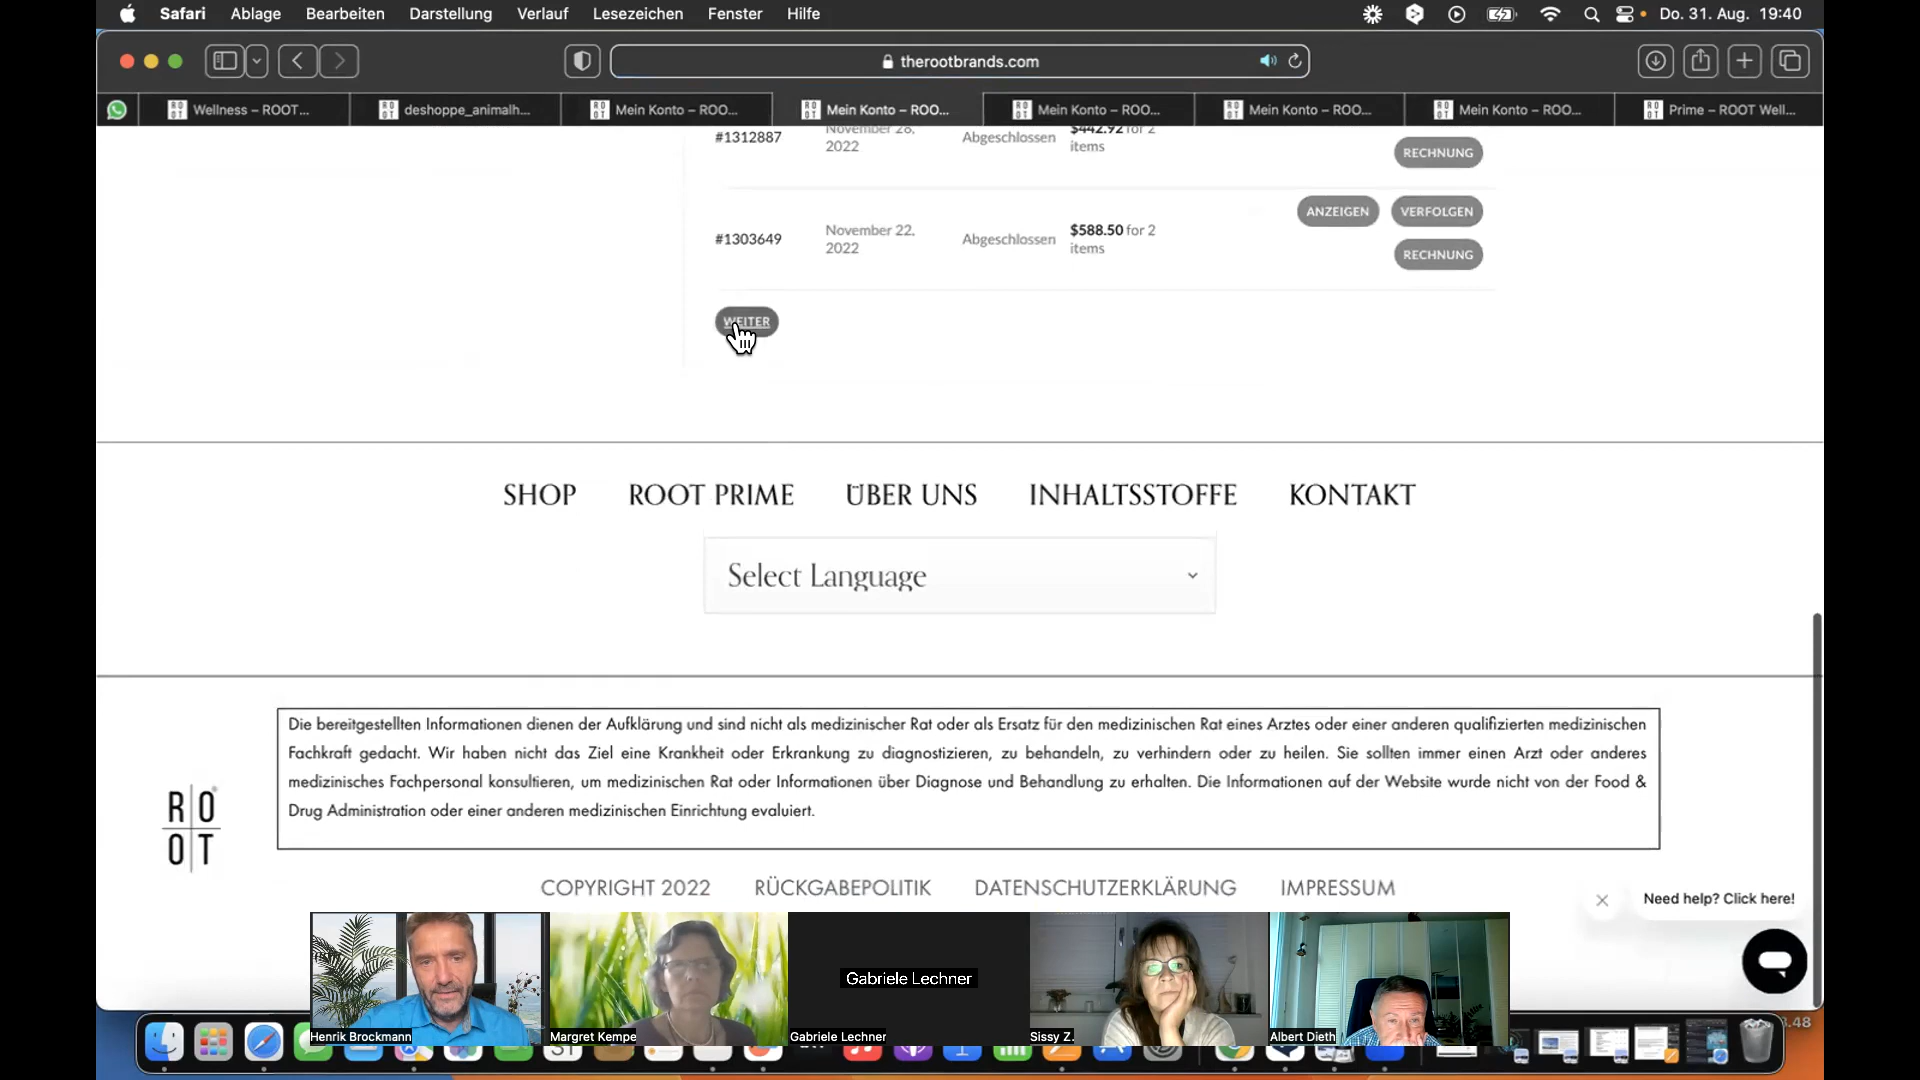 Safari Ablage Bearbeiten Darstellung Verlauf Lesezeichen Fenster Hilfe Do. 31. Aug. 19:40
therootbrands.com
Wellness – ROOT... deshoppe_animalh... Mein Konto – ROO... Mein Konto – ROO... Mein Konto – ROO... Mein Konto – ROO... Mein Konto – ROO... Prime – ROOT Well...
#1312887 November 28, 2022 Abgeschlossen $442.92 for 2 items RECHNUNG
#1303649 November 22, 2022 Abgeschlossen $588.50 for 2 items ANZEIGEN VERFOLGEN
RECHNUNG
WEITER
SHOP ROOT PRIME ÜBER UNS INHALTSSTOFFE KONTAKT
Select Language
Die bereitgestellten Informationen dienen der Aufklärung und sind nicht als medizinischer Rat oder als Ersatz für den medizinischen Rat eines Arztes oder einer anderen qualifizierten medizinischen
Fachkraft gedacht. Wir haben nicht das Ziel eine Krankheit oder Erkrankung zu diagnostizieren, zu behandeln, zu verhindern oder zu heilen. Sie sollten immer einen Arzt oder anderes
medizinisches Fachpersonal konsultieren, um medizinischen Rat oder Informationen über Diagnose und Behandlung zu erhalten. Die Informationen auf der Website wurde nicht von der Food &
Drug Administration oder einer anderen medizinischen Einrichtung evaluiert.
RO
OT
COPYRIGHT 2022 RÜCKGABEPOLITIK DATENSCHUTZERKLÄRUNG IMPRESSUM
Need help? Click here!
Gabriele Lechner
Henrik Brockmann Margret Kempe Gabriele Lechner Sissy Z. Albert Dieth